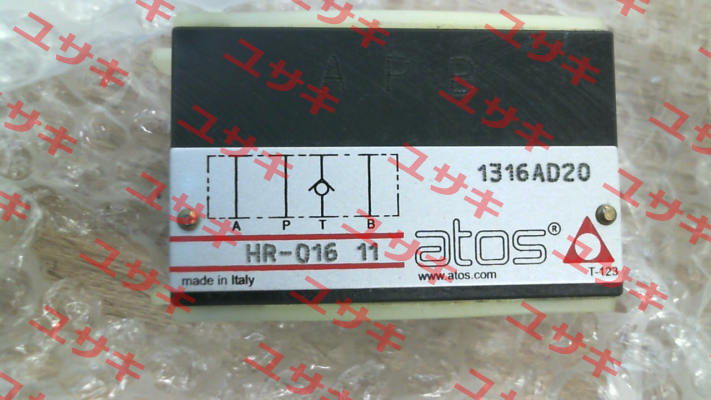 A P B
1316AD20
A P T B
HR-016 11
atos®
made in Italy
www.atos.com
T-123
ユサキ